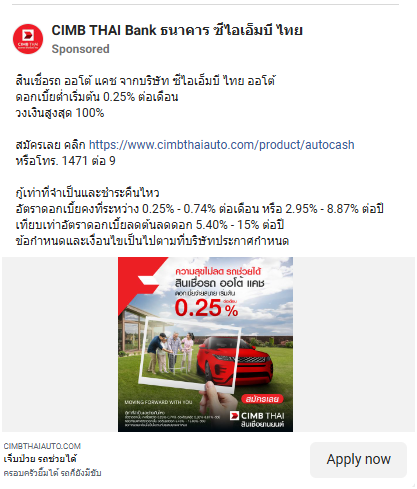 CIMB THAI Bank ธนาคาร ซีไอเอ็มบี ไทย
Sponsored
สินเชื่อรถ ออโต้ แคช จากบริษัท ซีไอเอ็มบี ไทย ออโต้
ดอกเบี้ยต่ำเริ่มต้น 0.25% ต่อเดือน
วงเงินสูงสุด 100%
สมัครเลย คลิก https://www.cimbthaiauto.com/product/autocash
หรือโทร. 1471 ต่อ 9
กู้เท่าที่จำเป็นและชำระคืนไหว
อัตราดอกเบี้ยคงที่ระหว่าง 0.25% - 0.74% ต่อเดือน หรือ 2.95% - 8.87% ต่อปี
เทียบเท่าอัตราดอกเบี้ยลดต้นลดดอก 5.40% - 15% ต่อปี
ข้อกำหนดและเงื่อนไขเป็นไปตามที่บริษัทประกาศกำหนด
ความสุขไม่ลด รถช่วยได้
สินเชื่อรถ ออโต้ แคช
ดอกเบี้ยจ่ายสบาย เริ่มต้น
0.25%
ต่อเดือน
MOVING FORWARD WITH YOU
สมัครเลย
CIMB THAI
สินเชื่อยานยนต์
CIMBTHAIAUTO.COM
เจ็บป่วย รถช่วยได้
ครอบครัวยิ้มได้ รถก็ยังมีขับ
Apply now